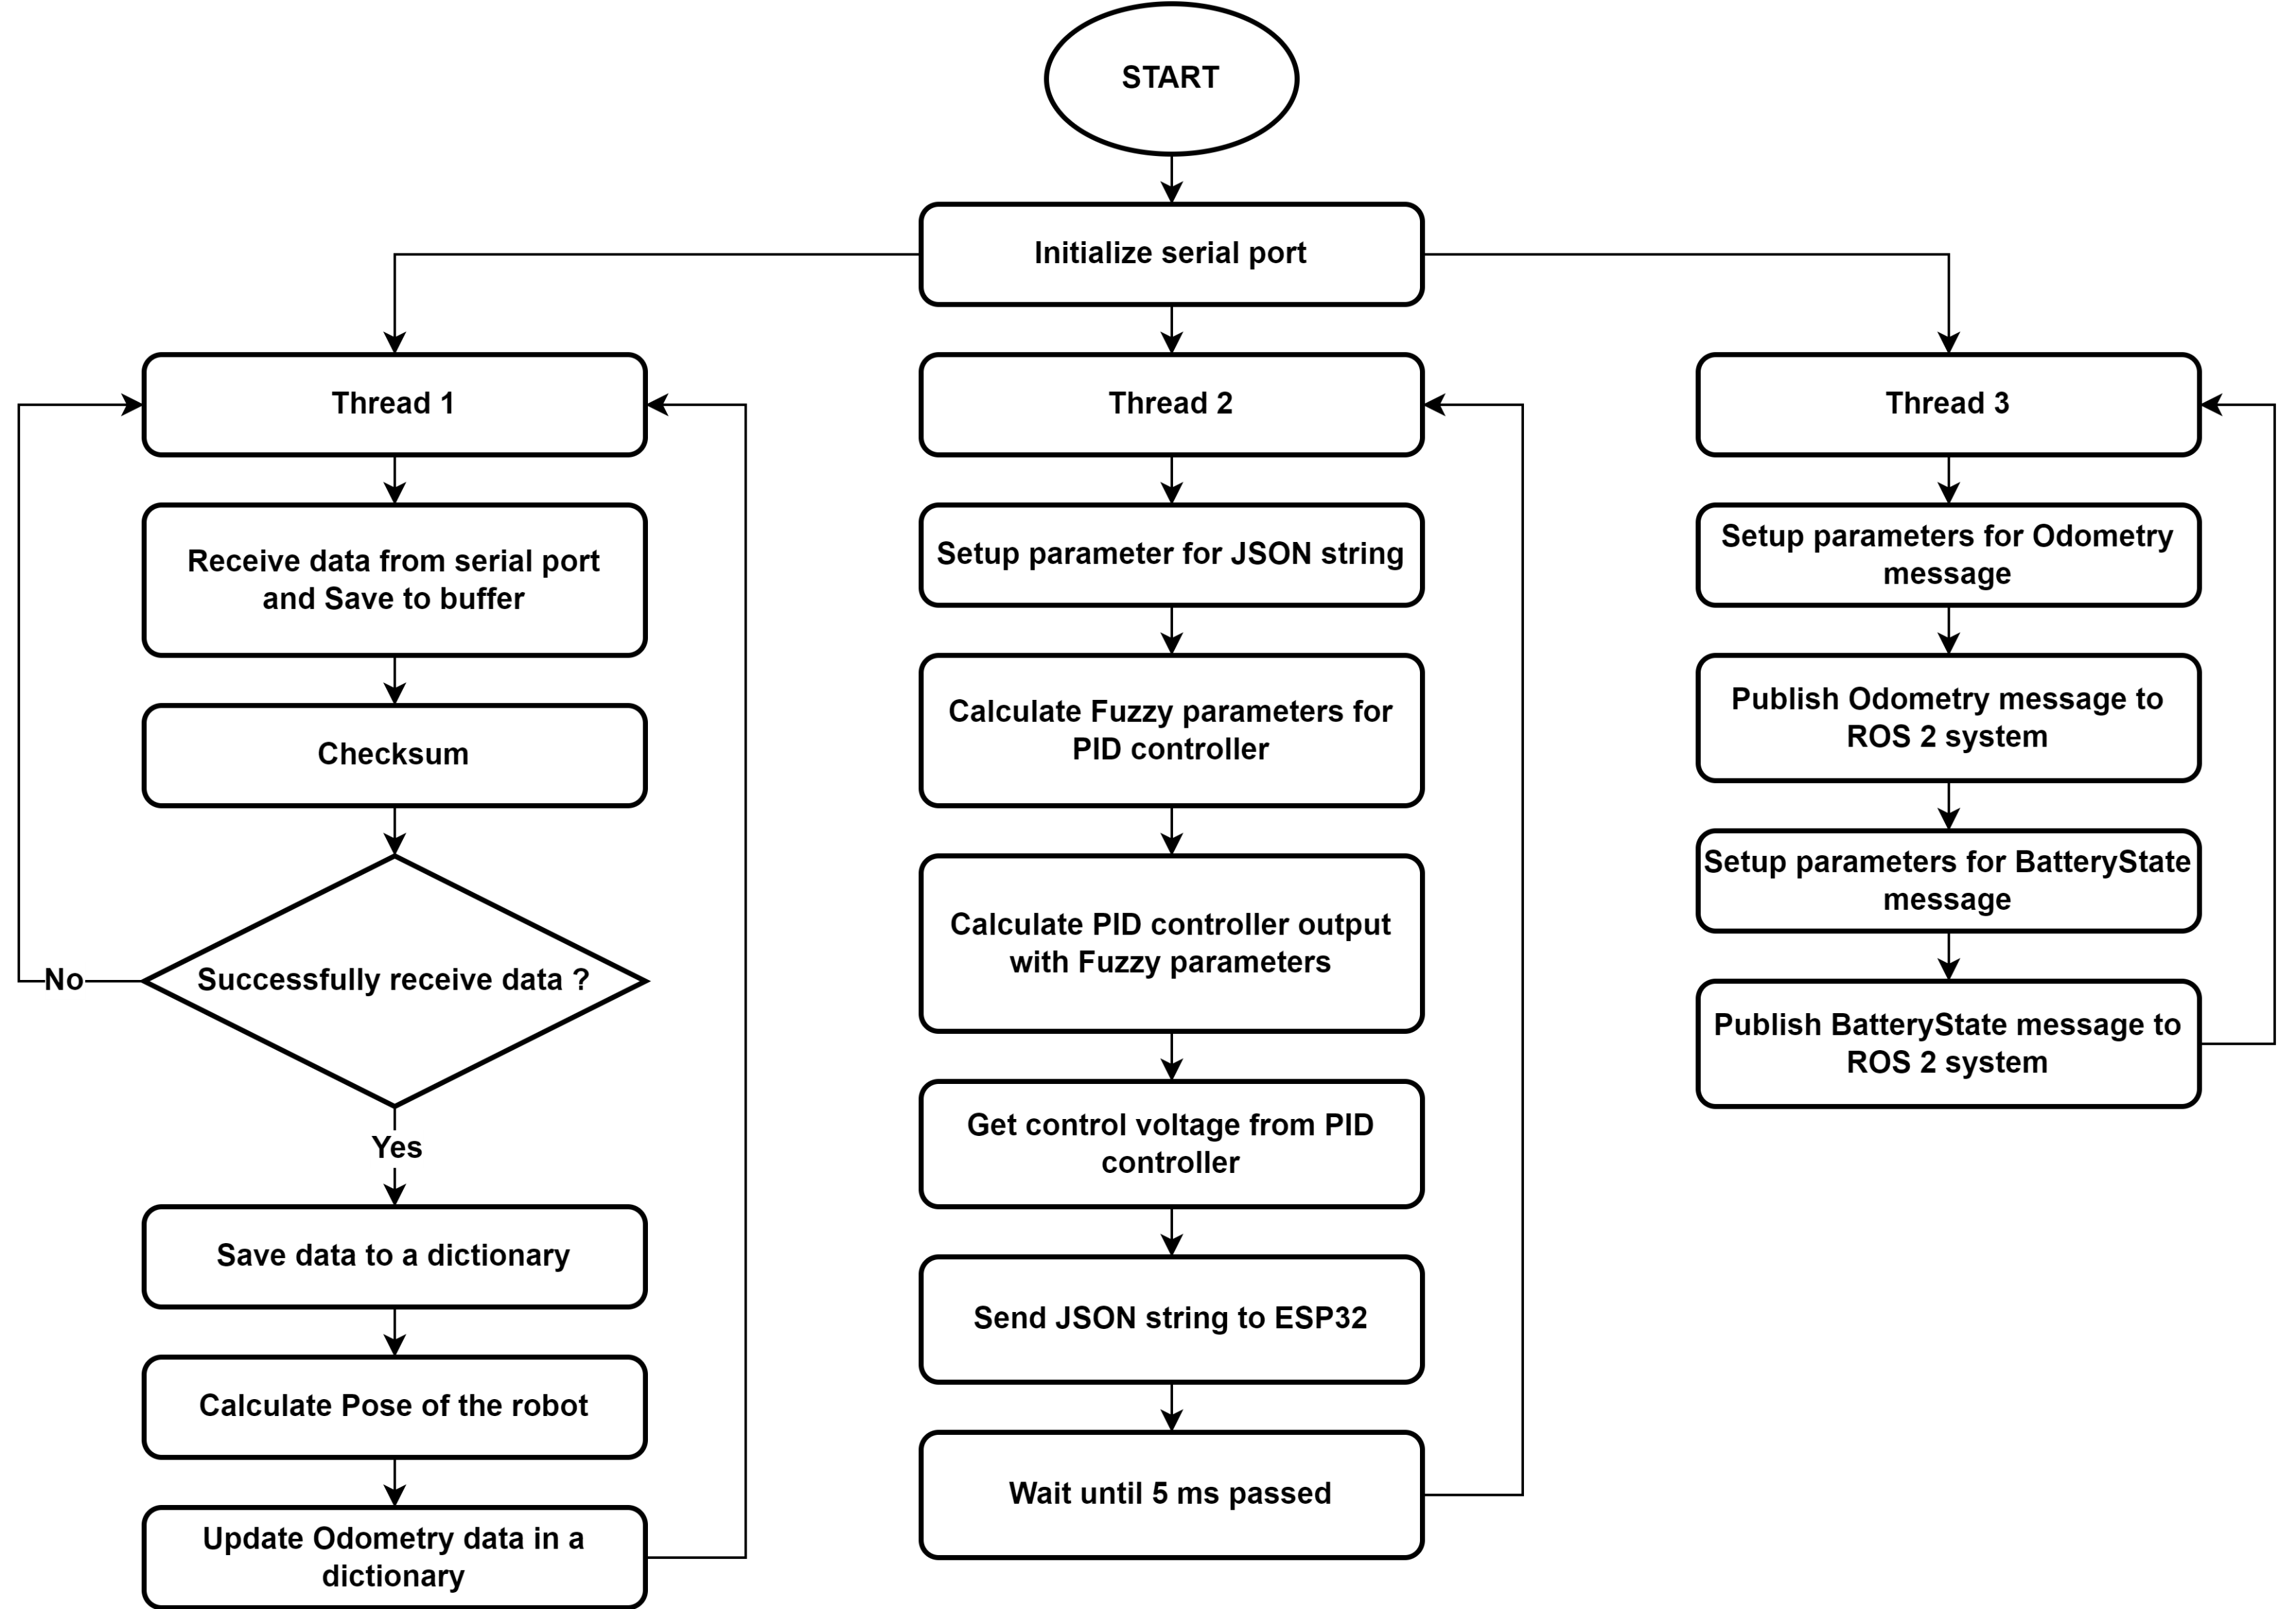 START
Initialize serial port
Thread 1
Receive data from serial port
and Save to buffer
Checksum
Successfully receive data ?
No
Yes
Save data to a dictionary
Calculate Pose of the robot
Update Odometry data in a
dictionary
Thread 2
Setup parameter for JSON string
Calculate Fuzzy parameters for
PID controller
Calculate PID controller output
with Fuzzy parameters
Get control voltage from PID
controller
Send JSON string to ESP32
Wait until 5 ms passed
Thread 3
Setup parameters for Odometry
message
Publish Odometry message to
ROS 2 system
Setup parameters for BatteryState
message
Publish BatteryState message to
ROS 2 system